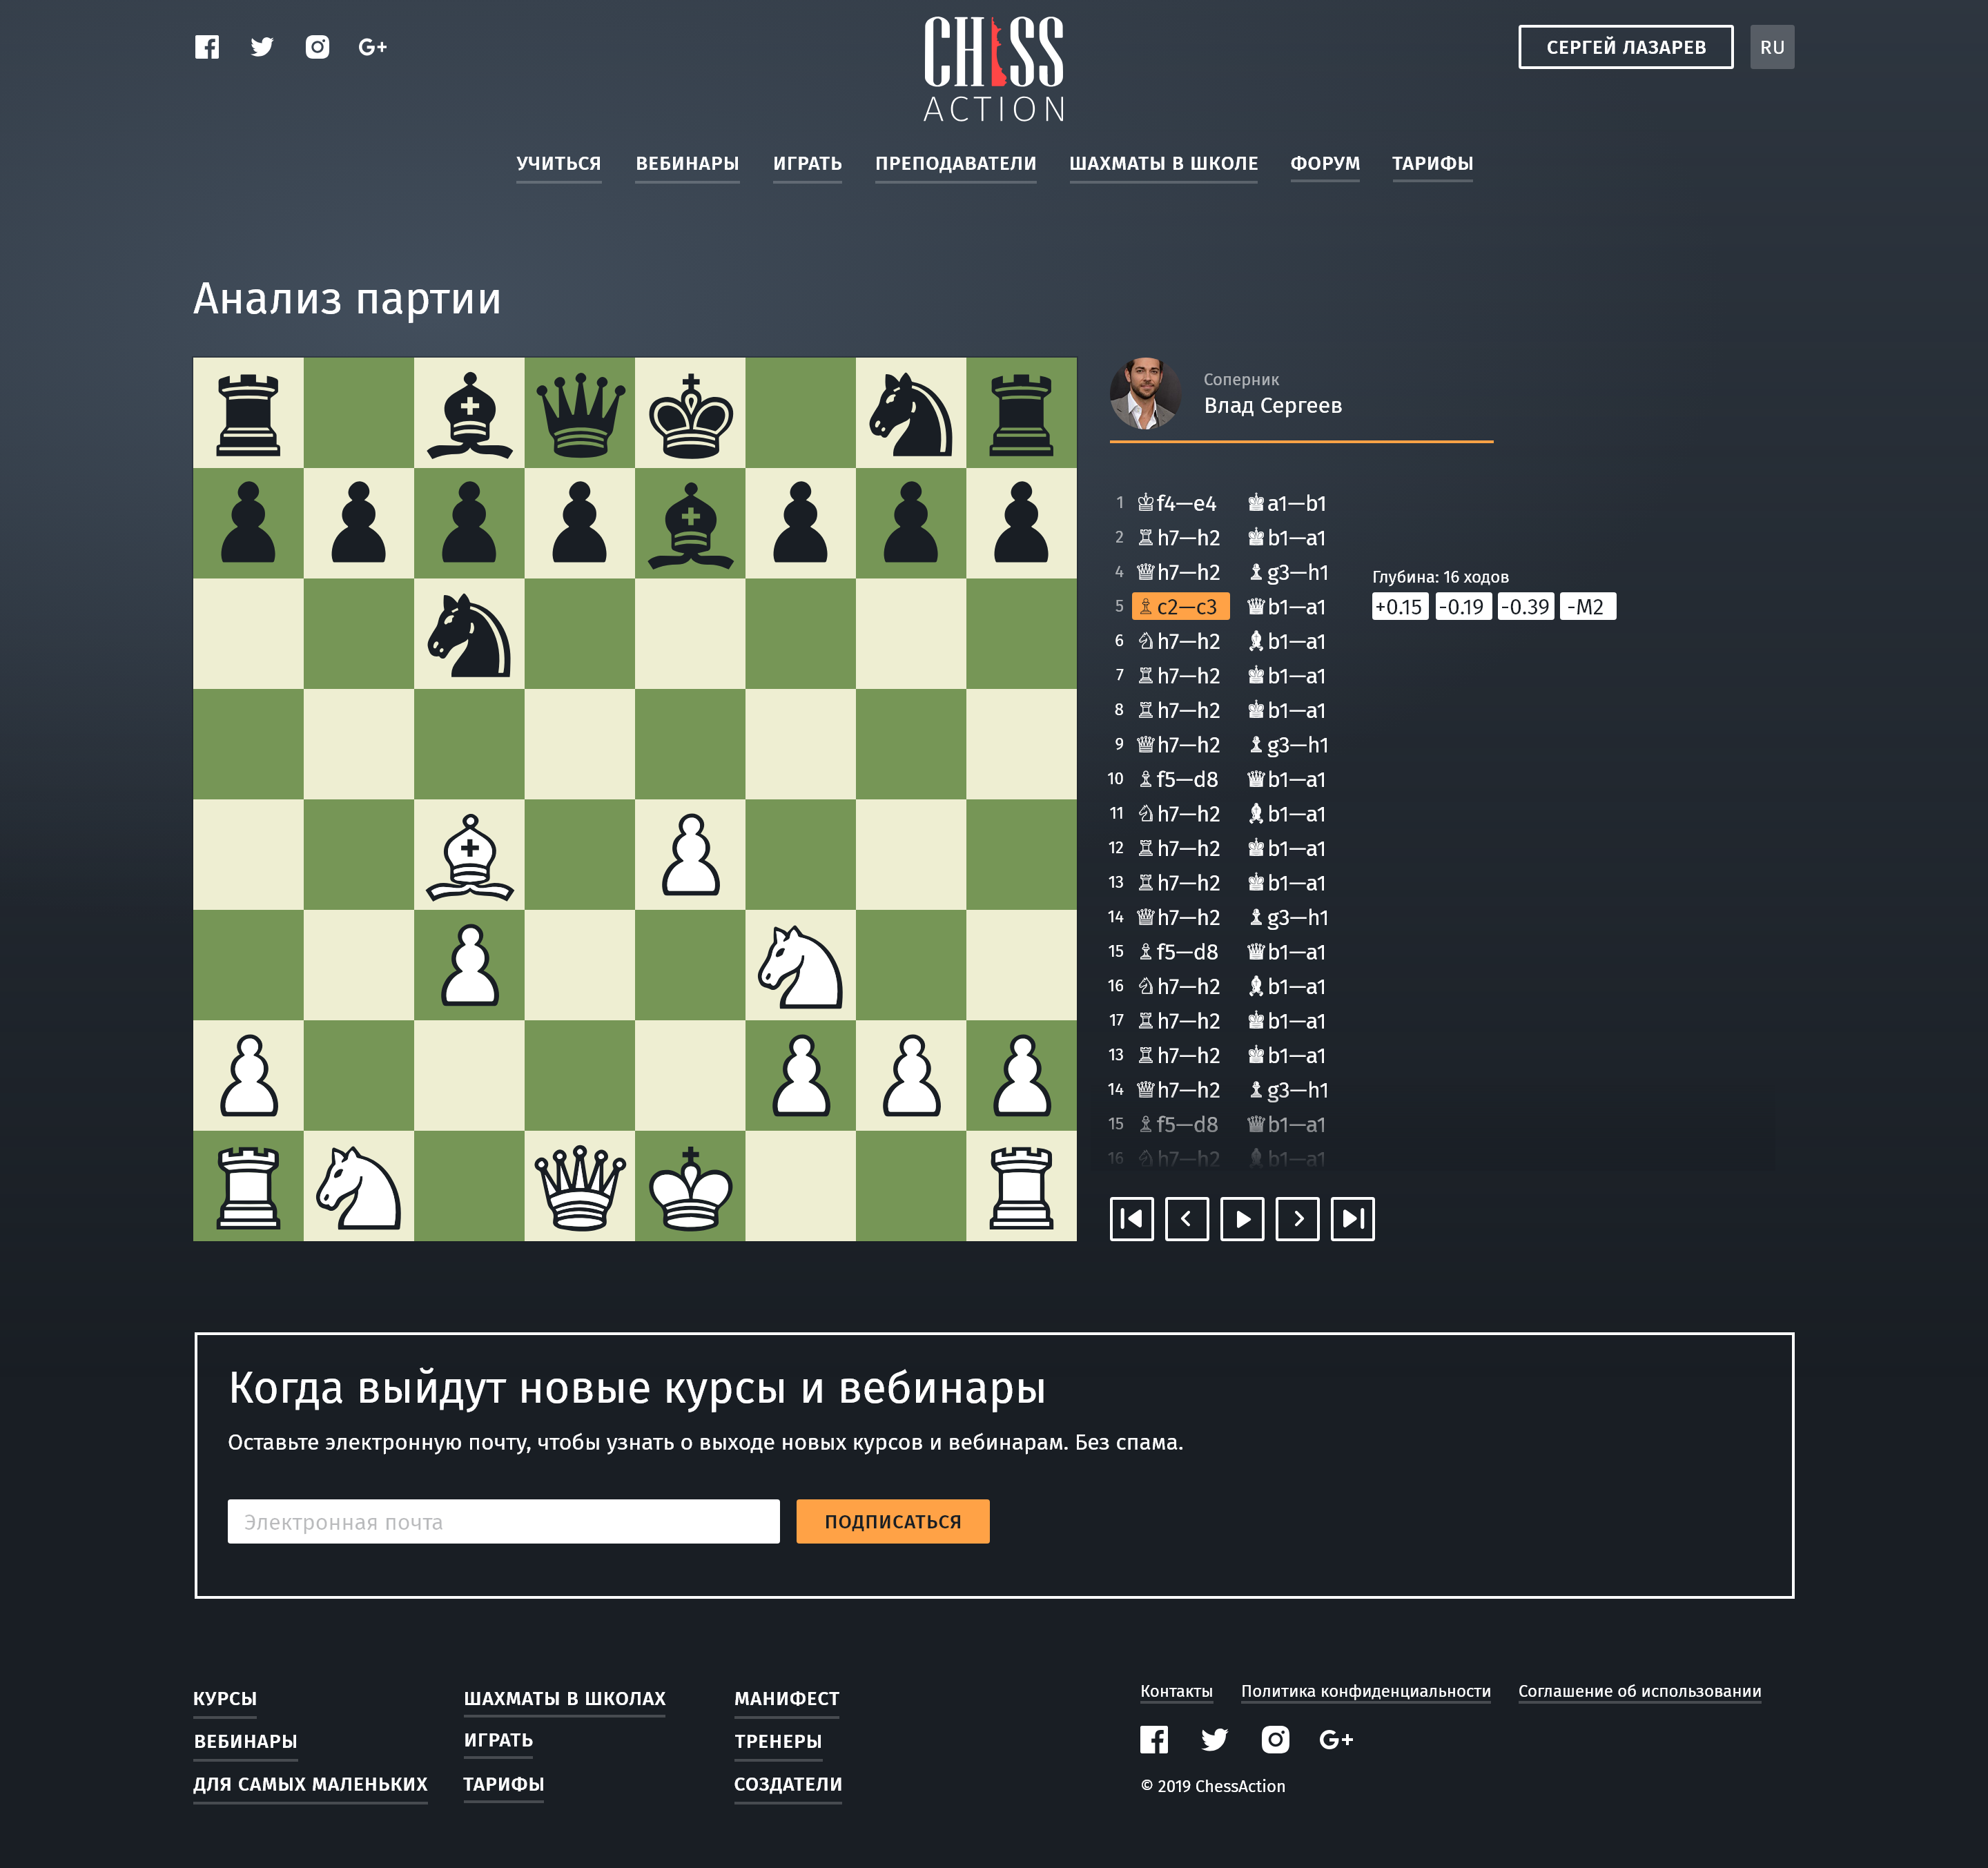 CHESS
ACTION
СЕРГЕЙ ЛАЗАРЕВ
RU
УЧИТЬСЯ ВЕБИНАРЫ ИГРАТЬ ПРЕПОДАВАТЕЛИ ШАХМАТЫ В ШКОЛЕ ФОРУМ ТАРИФЫ
Анализ партии
Соперник
Влад Сергеев
1 ♔f4—e4 ♚a1—b1
2 ♖h7—h2 ♚b1—a1
4 ♕h7—h2 ♝g3—h1
5 ♗c2—c3 ♛b1—a1
6 ♘h7—h2 ♝b1—a1
7 ♖h7—h2 ♚b1—a1
8 ♖h7—h2 ♚b1—a1
9 ♕h7—h2 ♝g3—h1
10 ♗f5—d8 ♛b1—a1
11 ♘h7—h2 ♝b1—a1
12 ♖h7—h2 ♚b1—a1
13 ♖h7—h2 ♚b1—a1
14 ♕h7—h2 ♝g3—h1
15 ♗f5—d8 ♛b1—a1
16 ♘h7—h2 ♝b1—a1
17 ♖h7—h2 ♚b1—a1
13 ♖h7—h2 ♚b1—a1
14 ♕h7—h2 ♝g3—h1
15 ♗f5—d8 ♛b1—a1
16 ♘h7—h2 ♝b1—a1
Глубина: 16 ходов
+0.15 -0.19 -0.39 -M2
Когда выйдут новые курсы и вебинары
Оставьте электронную почту, чтобы узнать о выходе новых курсов и вебинарам. Без спама.
Электронная почта
ПОДПИСАТЬСЯ
КУРСЫ
ВЕБИНАРЫ
ДЛЯ САМЫХ МАЛЕНЬКИХ
ШАХМАТЫ В ШКОЛАХ
ИГРАТЬ
ТАРИФЫ
МАНИФЕСТ
ТРЕНЕРЫ
СОЗДАТЕЛИ
Контакты Политика конфиденциальности Соглашение об использовании
© 2019 ChessAction